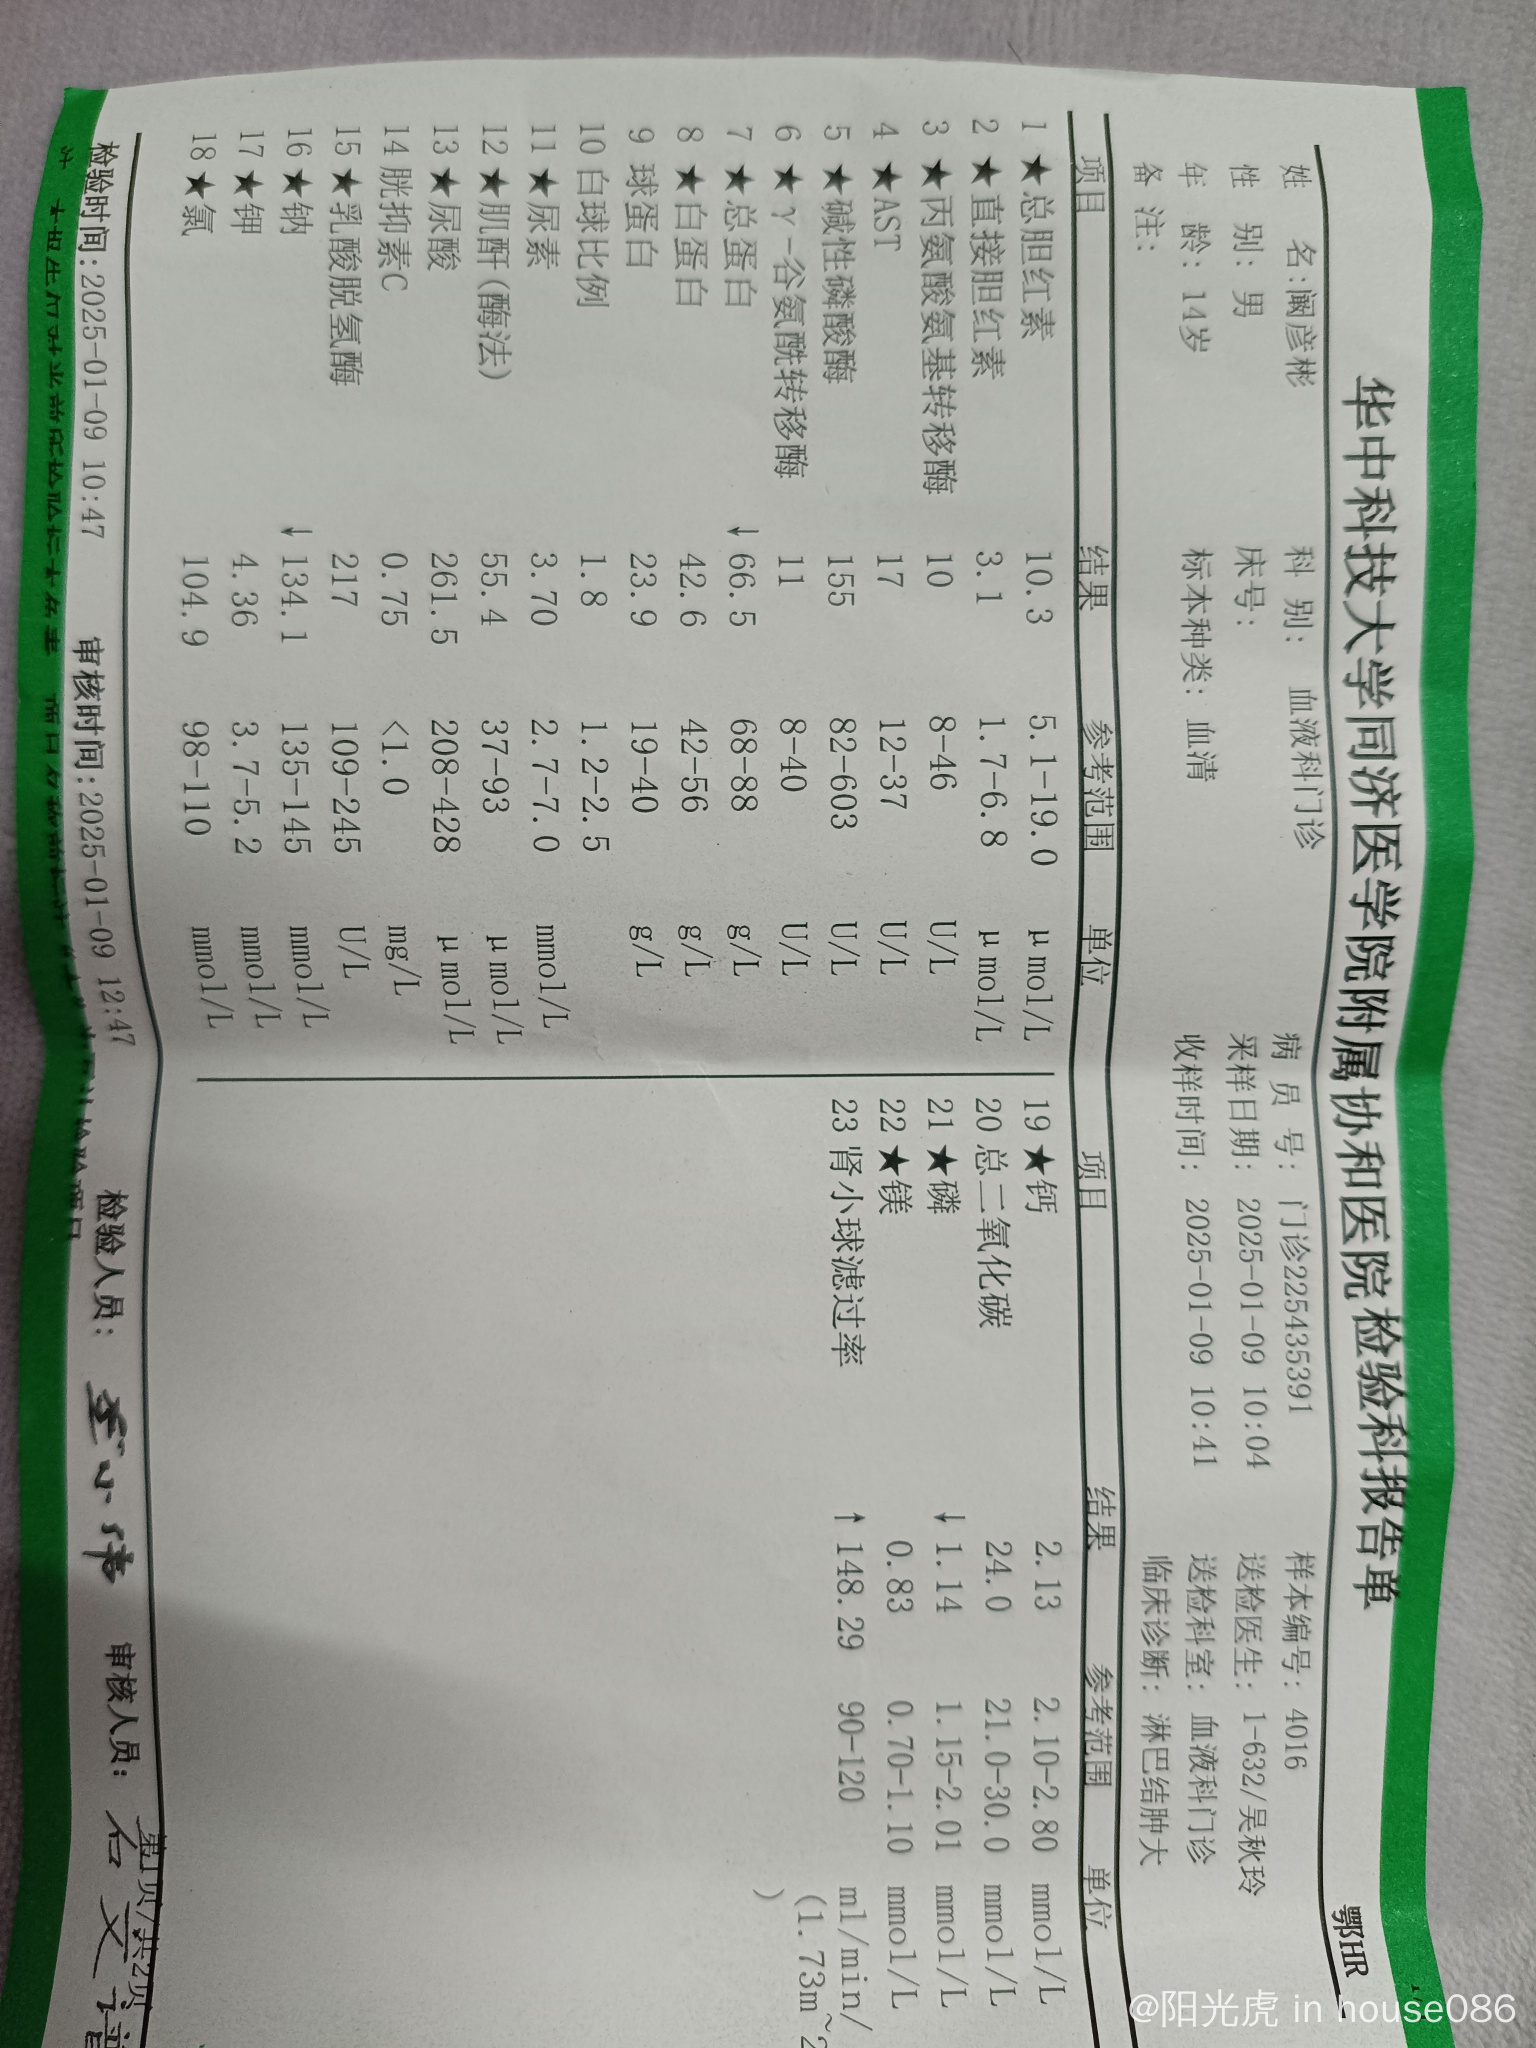 华中科技大学同济医学院附属协和医院检验科报告单
鄂HR
姓 名:阚彦彬 科 别: 血液科门诊 病 员 号: 门诊225435391 样本编号: 4016
性 别: 男 床号: 采样日期: 2025-01-09 10:04 送检医生: 1-632/吴秋玲
年 龄: 14岁 标本种类: 血清 收样时间: 2025-01-09 10:41 送检科室: 血液科门诊
备 注: 临床诊断: 淋巴结肿大
项目 结果 参考范围 单位 项目 结果 参考范围 单位
1 ★总胆红素 10.3 5.1-19.0 μmol/L
2 ★直接胆红素 3.1 1.7-6.8 μmol/L
3 ★丙氨酸氨基转移酶 10 8-46 U/L
4 ★AST 17 12-37 U/L
5 ★碱性磷酸酶 155 82-603 U/L
6 ★γ-谷氨酰转移酶 11 8-40 U/L
7 ★总蛋白 ↓ 66.5 68-88 g/L
8 ★白蛋白 42.6 42-56 g/L
9 球蛋白 23.9 19-40 g/L
10 白球比例 1.8 1.2-2.5
11 ★尿素 3.70 2.7-7.0 mmol/L
12 ★肌酐(酶法) 55.4 37-93 μmol/L
13 ★尿酸 261.5 208-428 μmol/L
14 胱抑素C 0.75 <1.0 mg/L
15 ★乳酸脱氢酶 217 109-245 U/L
16 ★钠 ↓ 134.1 135-145 mmol/L
17 ★钾 4.36 3.7-5.2 mmol/L
18 ★氯 104.9 98-110 mmol/L
19 ★钙 2.13 2.10-2.80 mmol/L
20 总二氧化碳 24.0 21.0-30.0 mmol/L
21 ★磷 ↓ 1.14 1.15-2.01 mmol/L
22 ★镁 0.83 0.70-1.10 mmol/L
23 肾小球滤过率 ↑ 148.29 90-120 ml/min/
(1.73m~2
)
第1页/共2页
检验时间:2025-01-09 10:47 审核时间:2025-01-09 12:47 检验人员: 审核人员:
@阳光虎 in house086